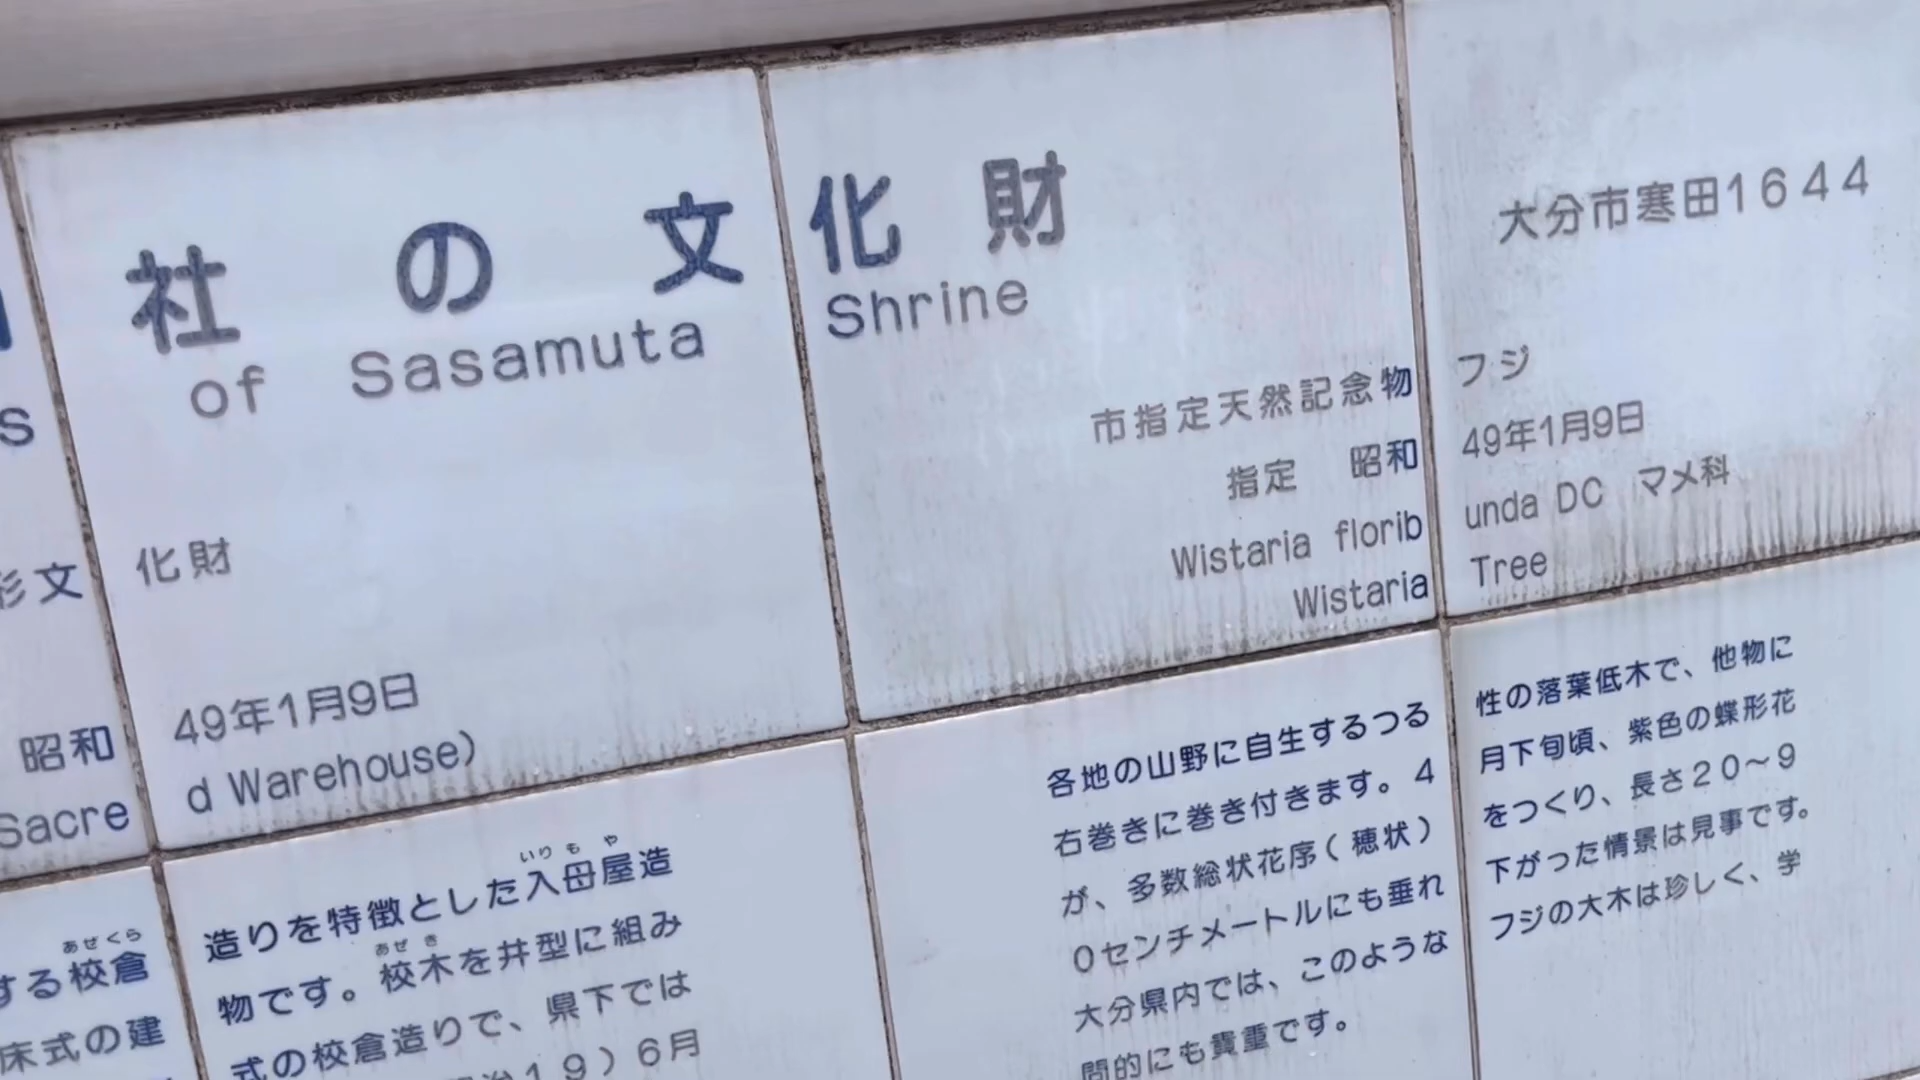 社の文化財
s of Sasamuta Shrine
大分市寒田1644
文化財
昭和49年1月9日
Sacred Warehouse)
市指定天然記念物 フジ
指定 昭和49年1月9日
Wistaria floribunda DC マメ科
Wistaria Tree
する校倉造りを特徴とした入母屋造
あぜくら いりもや
床式の建物です。校木を井型に組み
あぜき
式の校倉造りで、県下では
19）6月
各地の山野に自生するつる性の落葉低木で、他物に
右巻きに巻き付きます。4月下旬頃、紫色の蝶形花
が、多数総状花序（穂状）をつくり、長さ20〜9
0センチメートルにも垂れ下がった情景は見事です。
大分県内では、このようなフジの大木は珍しく、学
問的にも貴重です。